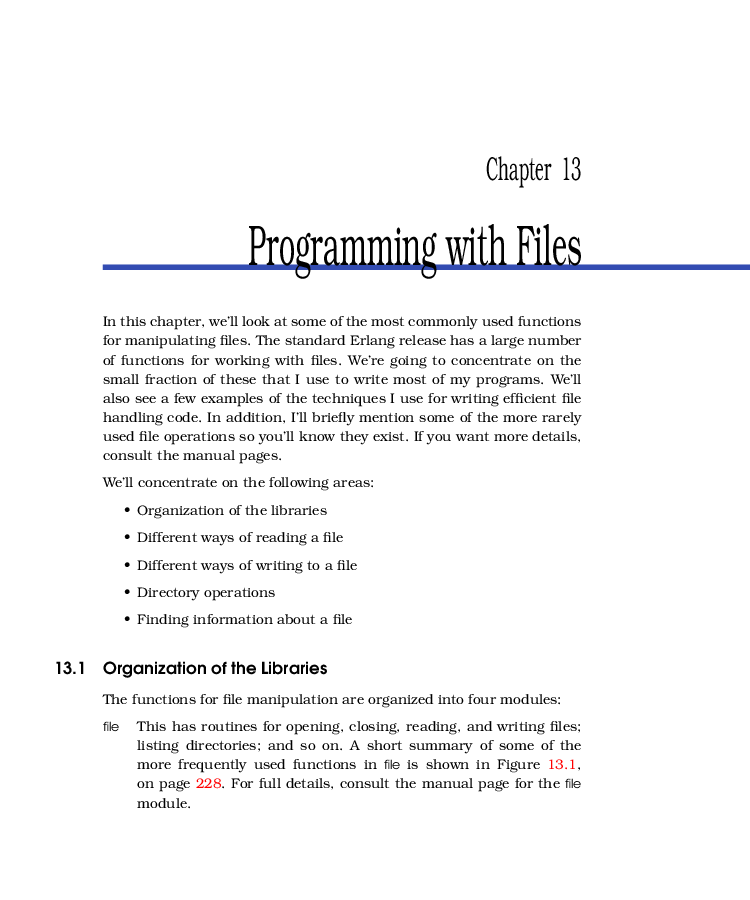 Chapter 13
Programming with Files
In this chapter, we'll look at some of the most commonly used functions
for manipulating files. The standard Erlang release has a large number
of functions for working with files. We're going to concentrate on the
small fraction of these that I use to write most of my programs. We'll
also see a few examples of the techniques I use for writing efficient file
handling code. In addition, I'll briefly mention some of the more rarely
used file operations so you'll know they exist. If you want more details,
consult the manual pages.
We'll concentrate on the following areas:
• Organization of the libraries
• Different ways of reading a file
• Different ways of writing to a file
• Directory operations
• Finding information about a file
13.1 Organization of the Libraries
The functions for file manipulation are organized into four modules:
file This has routines for opening, closing, reading, and writing files;
listing directories; and so on. A short summary of some of the
more frequently used functions in file is shown in Figure 13.1,
on page 228. For full details, consult the manual page for the file
module.